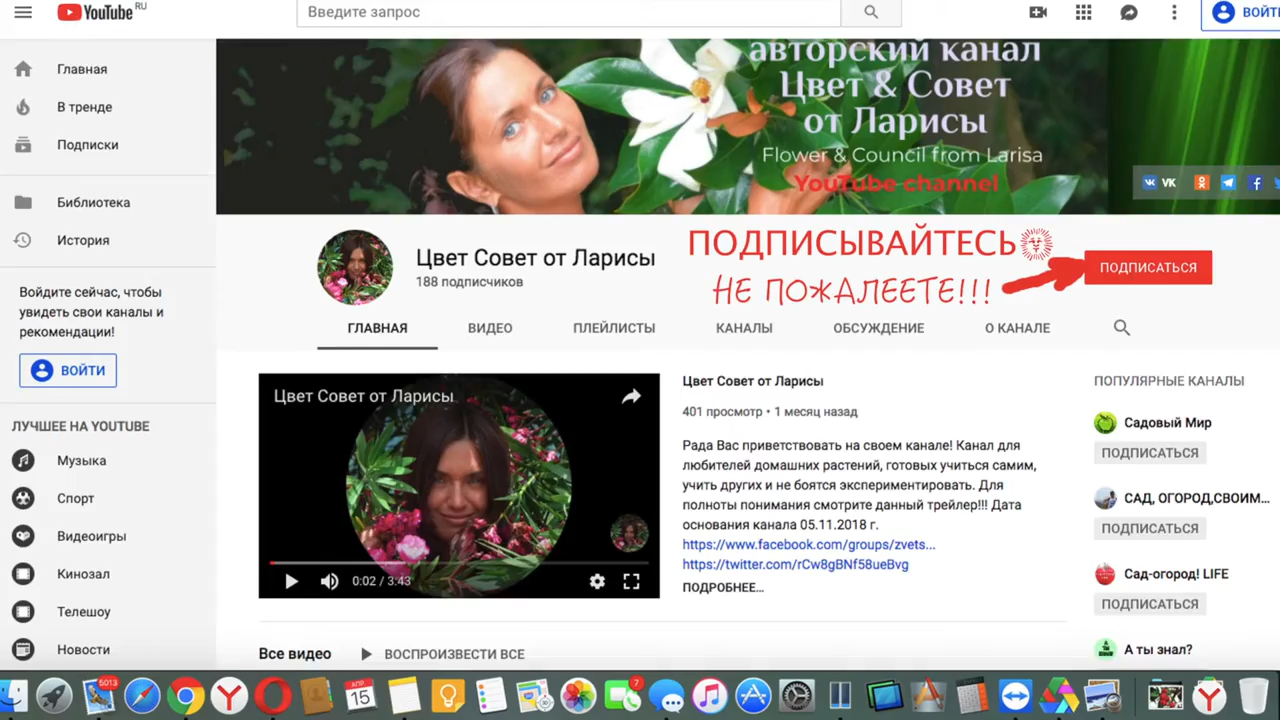 YouTube RU
Введите запрос
ВОЙТИ
Главная
В тренде
Подписки
Библиотека
История
Войдите сейчас, чтобы
увидеть свои каналы и
рекомендации!
ВОЙТИ
ЛУЧШЕЕ НА YOUTUBE
Музыка
Спорт
Видеоигры
Кинозал
Телешоу
Новости
авторский канал
Цвет & Совет
от Ларисы
Flower & Council from Larisa
YouTube channel
VK
Цвет Совет от Ларисы
188 подписчиков
ПОДПИСЫВАЙТЕСЬ
НЕ ПОЖАЛЕЕТЕ!!!
ПОДПИСАТЬСЯ
ГЛАВНАЯ ВИДЕО ПЛЕЙЛИСТЫ КАНАЛЫ ОБСУЖДЕНИЕ О КАНАЛЕ
Цвет Совет от Ларисы
0:02 / 3:43
Цвет Совет от Ларисы
401 просмотр • 1 месяц назад
Рада Вас приветствовать на своем канале! Канал для
любителей домашних растений, готовых учиться самим,
учить других и не боятся экспериментировать. Для
полноты понимания смотрите данный трейлер!!! Дата
основания канала 05.11.2018 г.
https://www.facebook.com/groups/zvets...
https://twitter.com/rCw8gBNf58ueBvg
ПОДРОБНЕЕ...
ПОПУЛЯРНЫЕ КАНАЛЫ
Садовый Мир
ПОДПИСАТЬСЯ
САД, ОГОРОД,СВОИМ...
ПОДПИСАТЬСЯ
Сад-огород! LIFE
ПОДПИСАТЬСЯ
А ты знал?
Все видео ВОСПРОИЗВЕСТИ ВСЕ
5013
АПР.
15
30
7